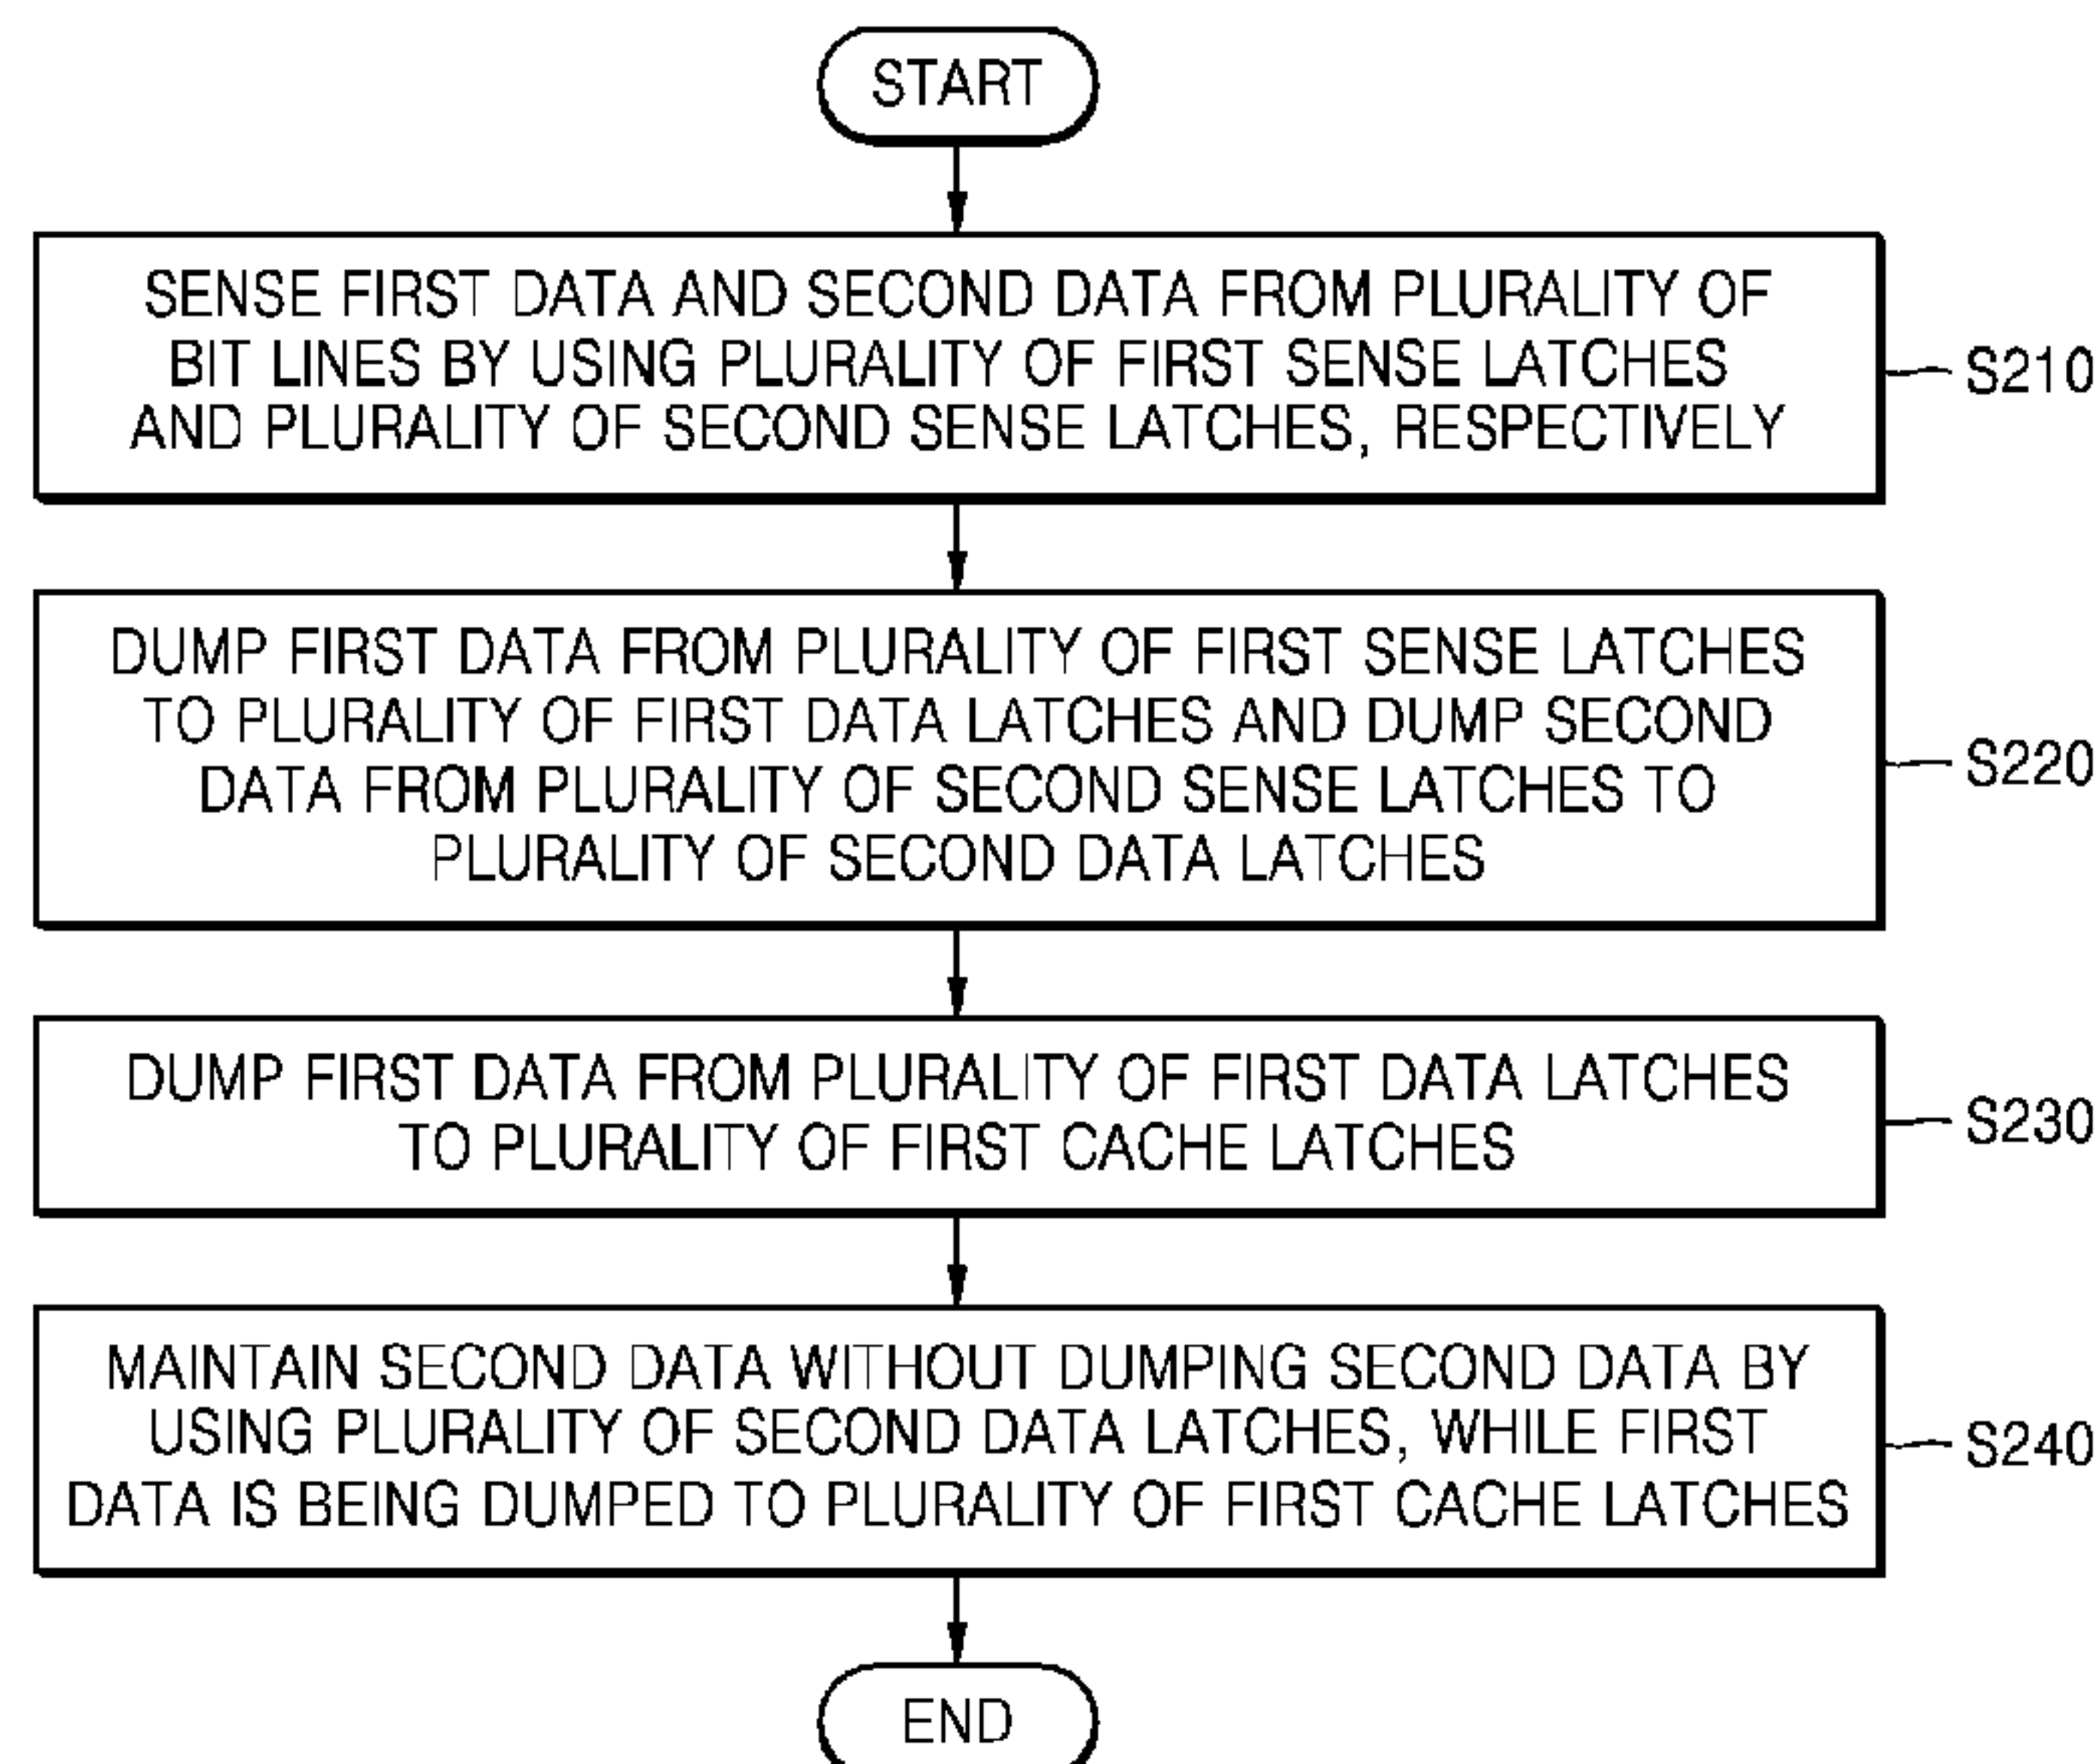 START
SENSE FIRST DATA AND SECOND DATA FROM PLURALITY OF
BIT LINES BY USING PLURALITY OF FIRST SENSE LATCHES
AND PLURALITY OF SECOND SENSE LATCHES, RESPECTIVELY
S210
DUMP FIRST DATA FROM PLURALITY OF FIRST SENSE LATCHES
TO PLURALITY OF FIRST DATA LATCHES AND DUMP SECOND
DATA FROM PLURALITY OF SECOND SENSE LATCHES TO
PLURALITY OF SECOND DATA LATCHES
S220
DUMP FIRST DATA FROM PLURALITY OF FIRST DATA LATCHES
TO PLURALITY OF FIRST CACHE LATCHES
S230
MAINTAIN SECOND DATA WITHOUT DUMPING SECOND DATA BY
USING PLURALITY OF SECOND DATA LATCHES, WHILE FIRST
DATA IS BEING DUMPED TO PLURALITY OF FIRST CACHE LATCHES
S240
END